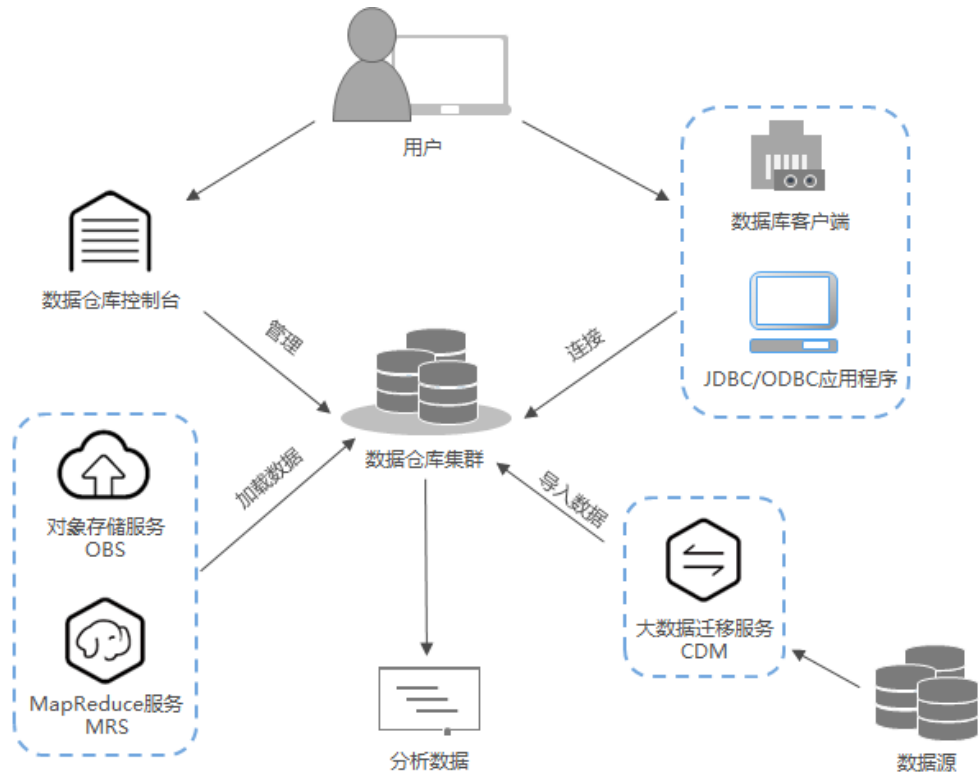 用户
数据库客户端
数据仓库控制台
管理
连接
JDBC/ODBC应用程序
数据仓库集群
加载数据
导入数据
对象存储服务
OBS
大数据迁移服务
CDM
MapReduce服务
MRS
分析数据
数据源